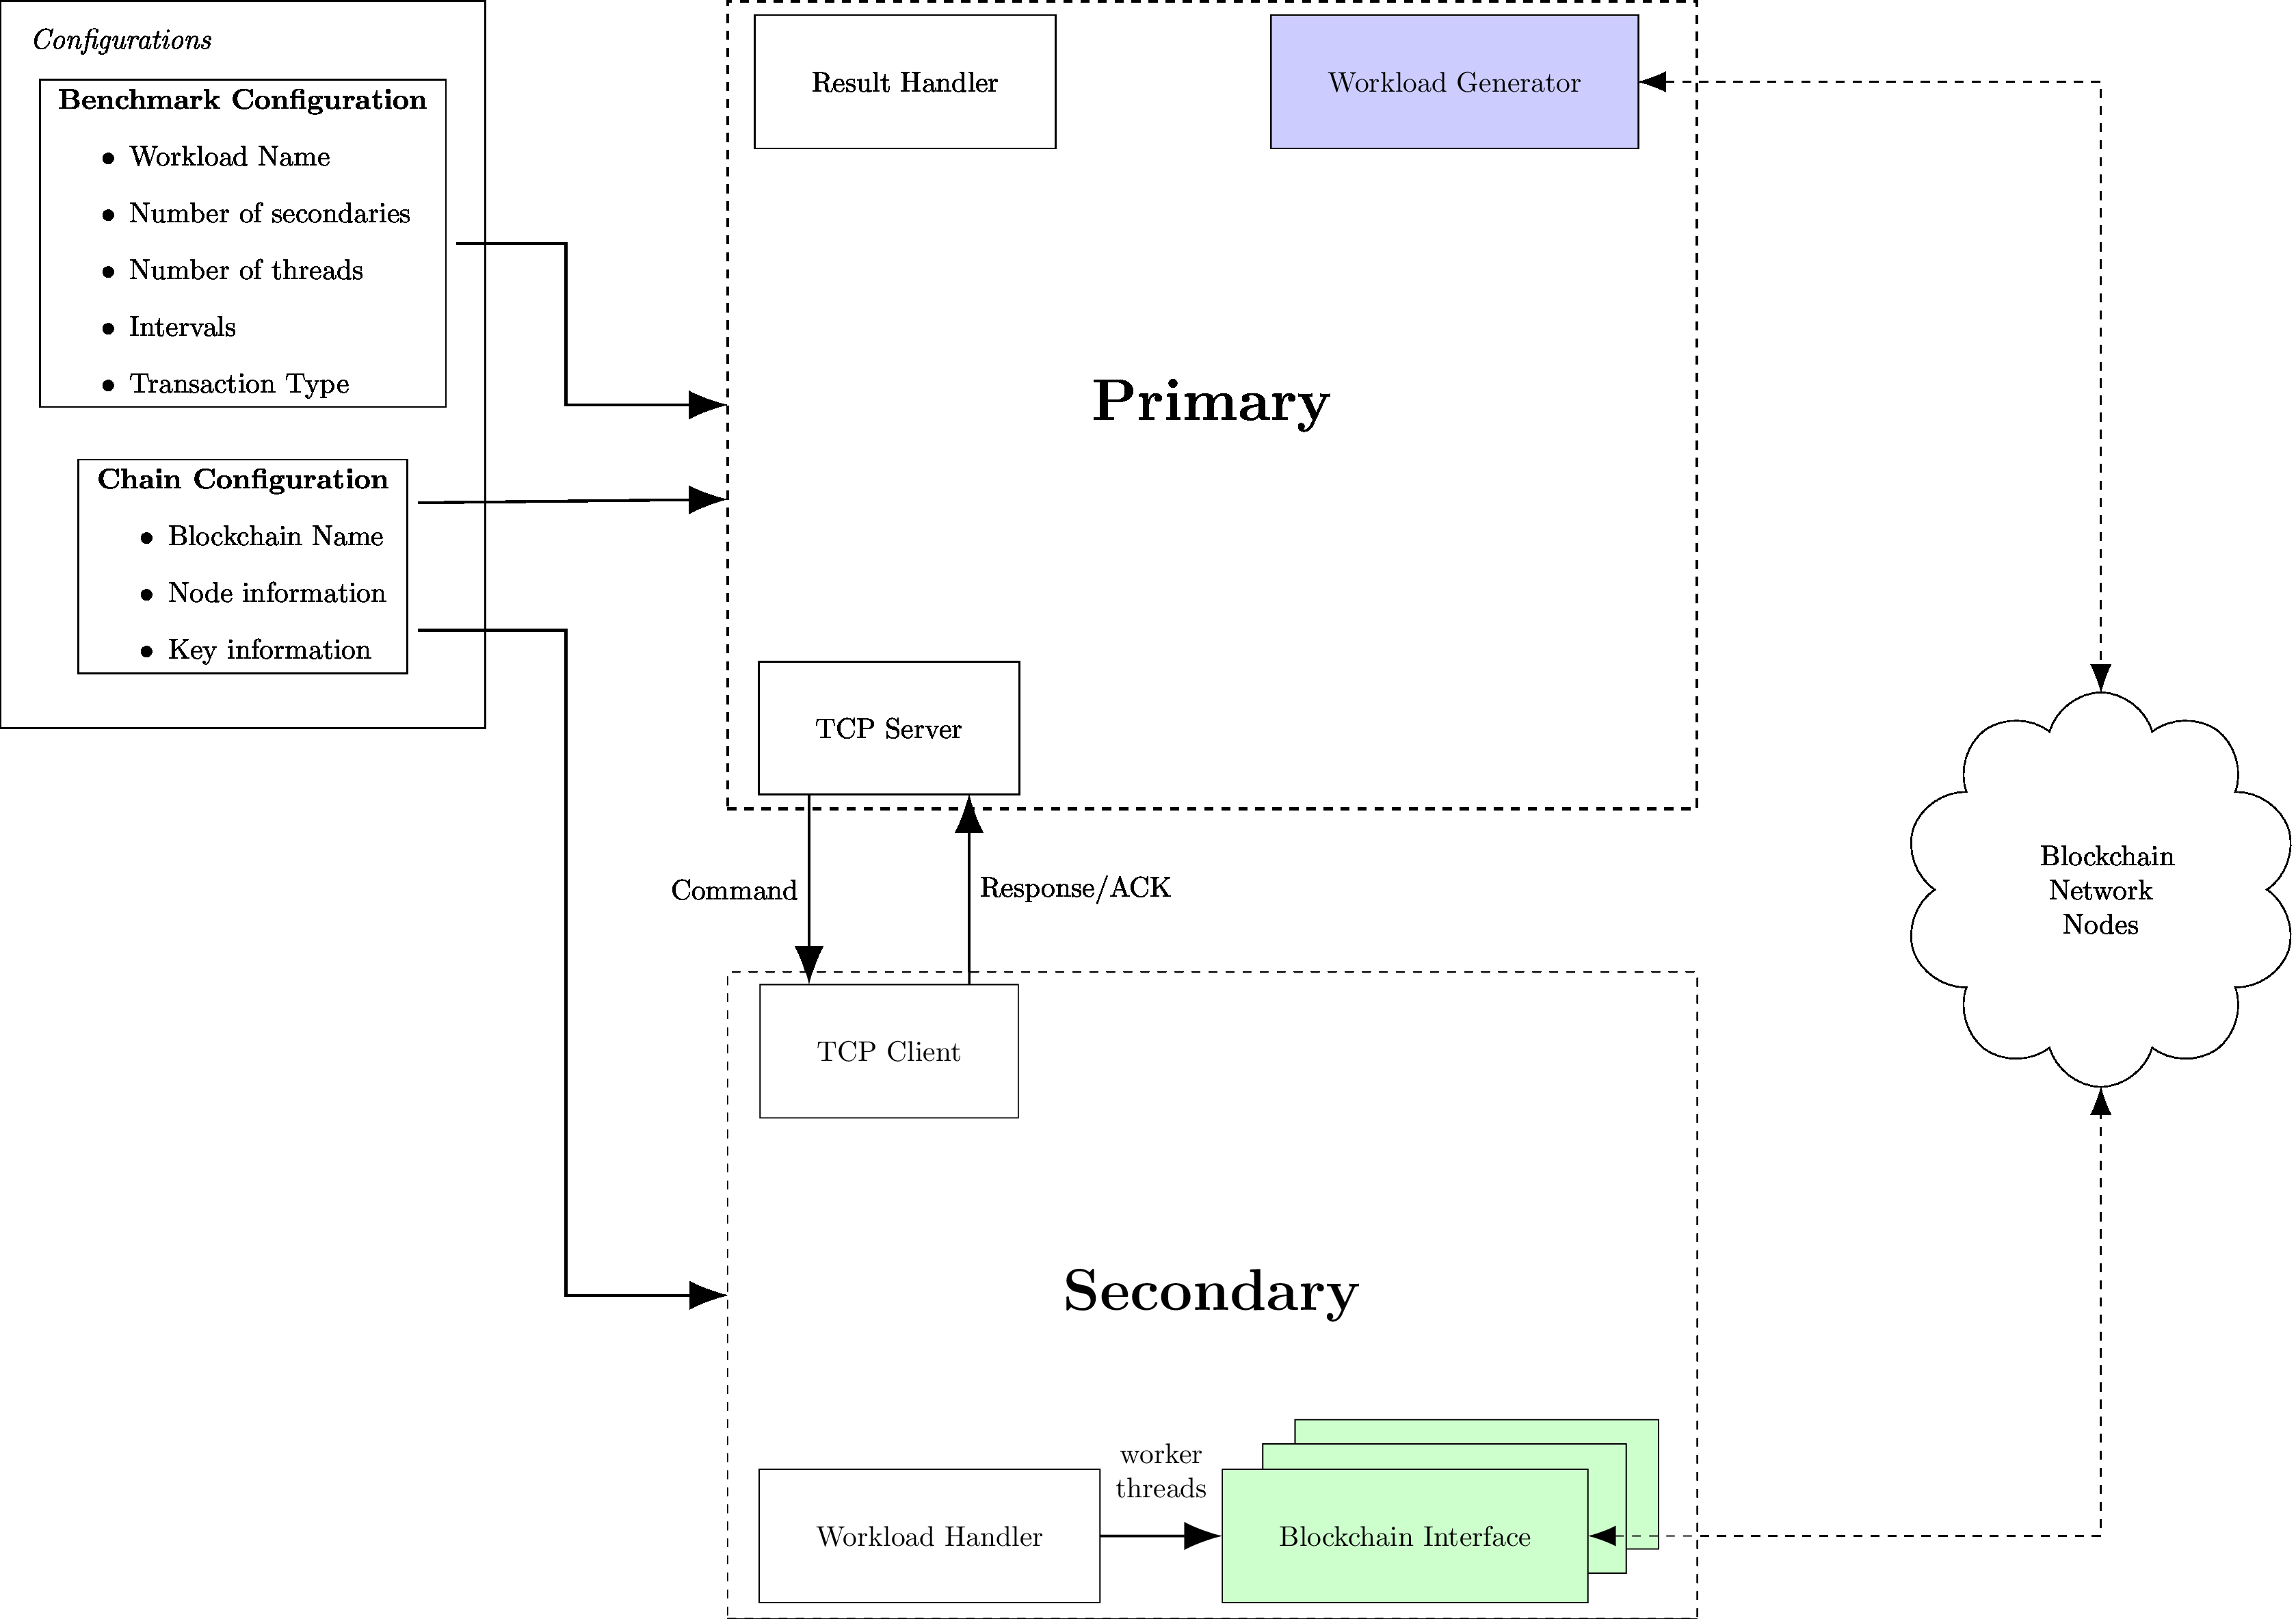 Configurations
Benchmark Configuration
• Workload Name
• Number of secondaries
• Number of threads
• Intervals
• Transaction Type
Chain Configuration
• Blockchain Name
• Node information
• Key information
Result Handler
Workload Generator
Primary
TCP Server
Command
Response/ACK
TCP Client
Secondary
worker
threads
Workload Handler
Blockchain Interface
Blockchain
Network
Nodes